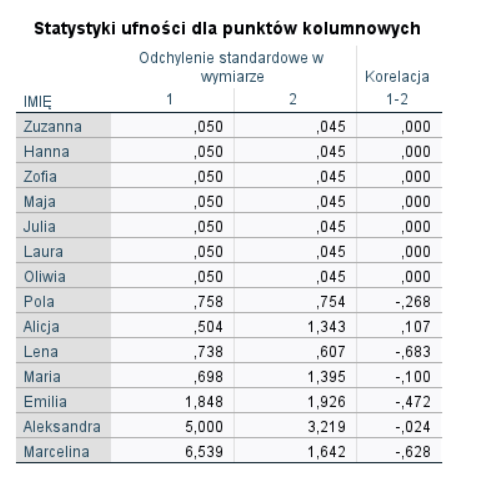 Statystyki ufności dla punktów kolumnowych
Odchylenie standardowe w
wymiarze Korelacja
IMIĘ 1 2 1-2
Zuzanna ,050 ,045 ,000
Hanna ,050 ,045 ,000
Zofia ,050 ,045 ,000
Maja ,050 ,045 ,000
Julia ,050 ,045 ,000
Laura ,050 ,045 ,000
Oliwia ,050 ,045 ,000
Pola ,758 ,754 -,268
Alicja ,504 1,343 ,107
Lena ,738 ,607 -,683
Maria ,698 1,395 -,100
Emilia 1,848 1,926 -,472
Aleksandra 5,000 3,219 -,024
Marcelina 6,539 1,642 -,628